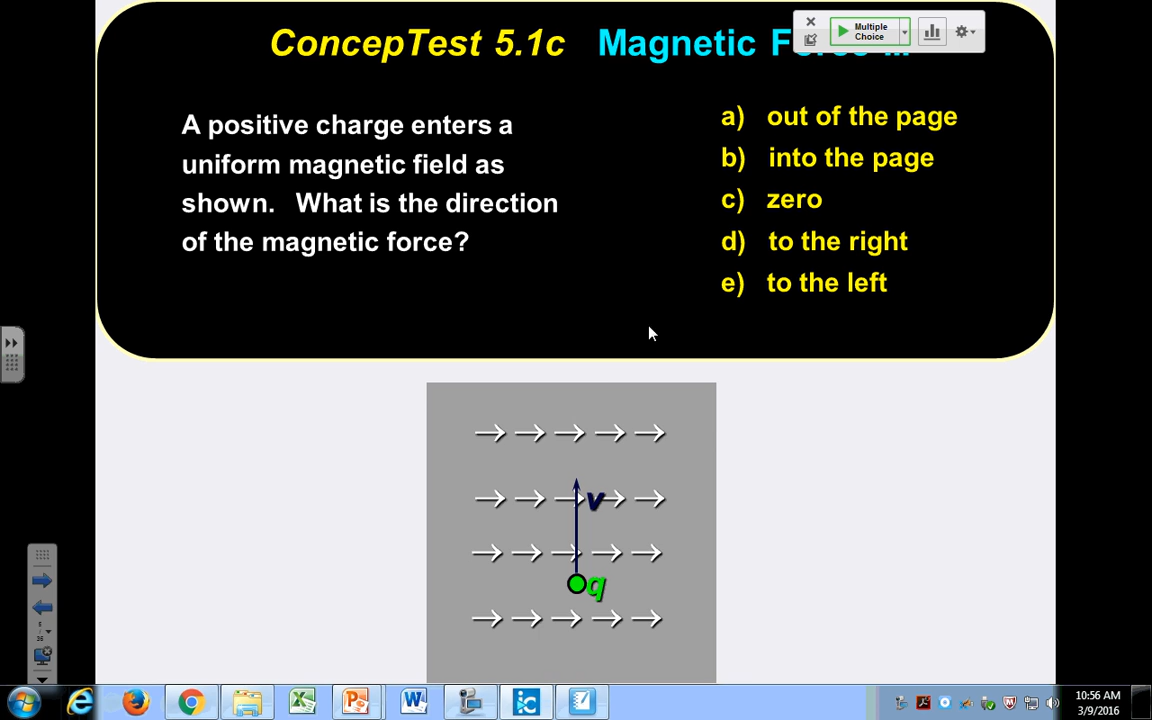 ConcepTest 5.1c Magnetic
Multiple
Choice
A positive charge enters a
uniform magnetic field as
shown. What is the direction
of the magnetic force?
a) out of the page
b) into the page
c) zero
d) to the right
e) to the left
v
q
5
/
36
10:56 AM
3/9/2016